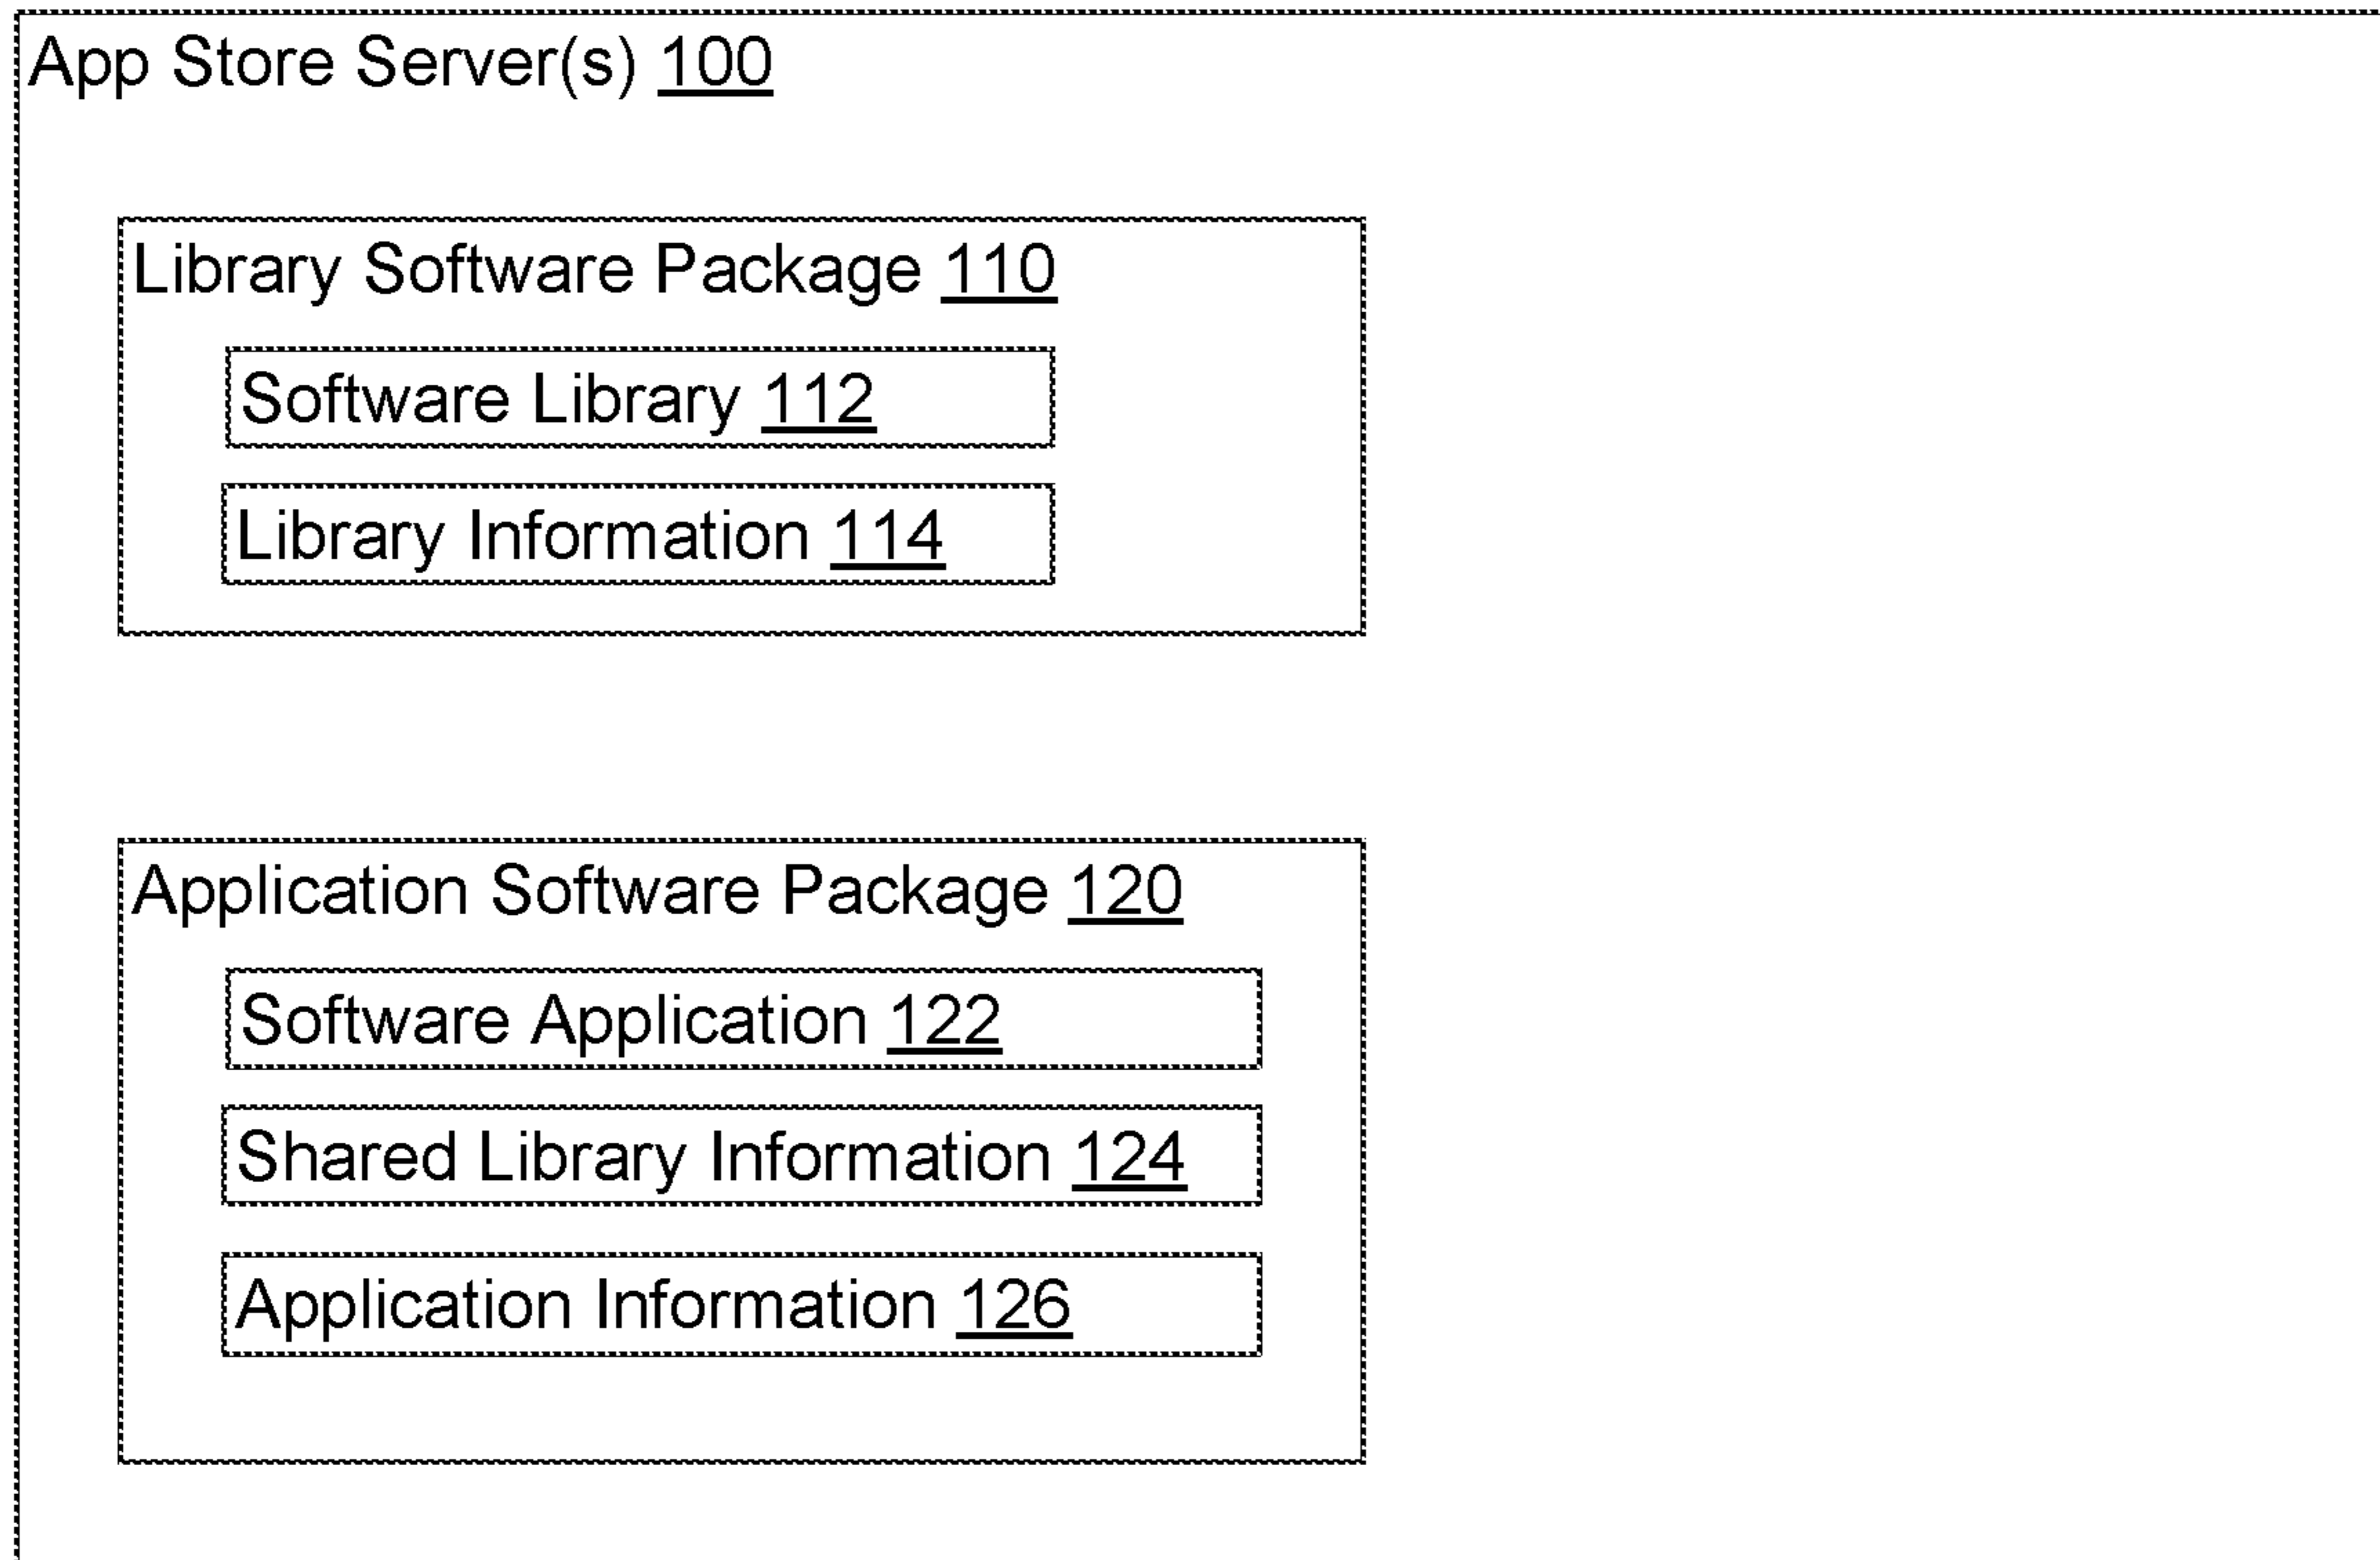 App Store Server(s) 100
Library Software Package 110
Software Library 112
Library Information 114
Application Software Package 120
Software Application 122
Shared Library Information 124
Application Information 126